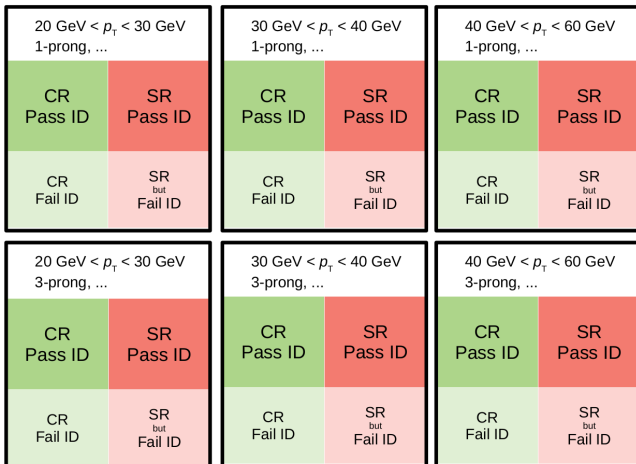 20 GeV < pT < 30 GeV
1-prong, ...
CR
Pass ID
SR
Pass ID
CR
Fail ID
SR
but
Fail ID
30 GeV < pT < 40 GeV
1-prong, ...
CR
Pass ID
SR
Pass ID
CR
Fail ID
SR
but
Fail ID
40 GeV < pT < 60 GeV
1-prong, ...
CR
Pass ID
SR
Pass ID
CR
Fail ID
SR
but
Fail ID
20 GeV < pT < 30 GeV
3-prong, ...
CR
Pass ID
SR
Pass ID
CR
Fail ID
SR
but
Fail ID
30 GeV < pT < 40 GeV
3-prong, ...
CR
Pass ID
SR
Pass ID
CR
Fail ID
SR
but
Fail ID
40 GeV < pT < 60 GeV
3-prong, ...
CR
Pass ID
SR
Pass ID
CR
Fail ID
SR
but
Fail ID